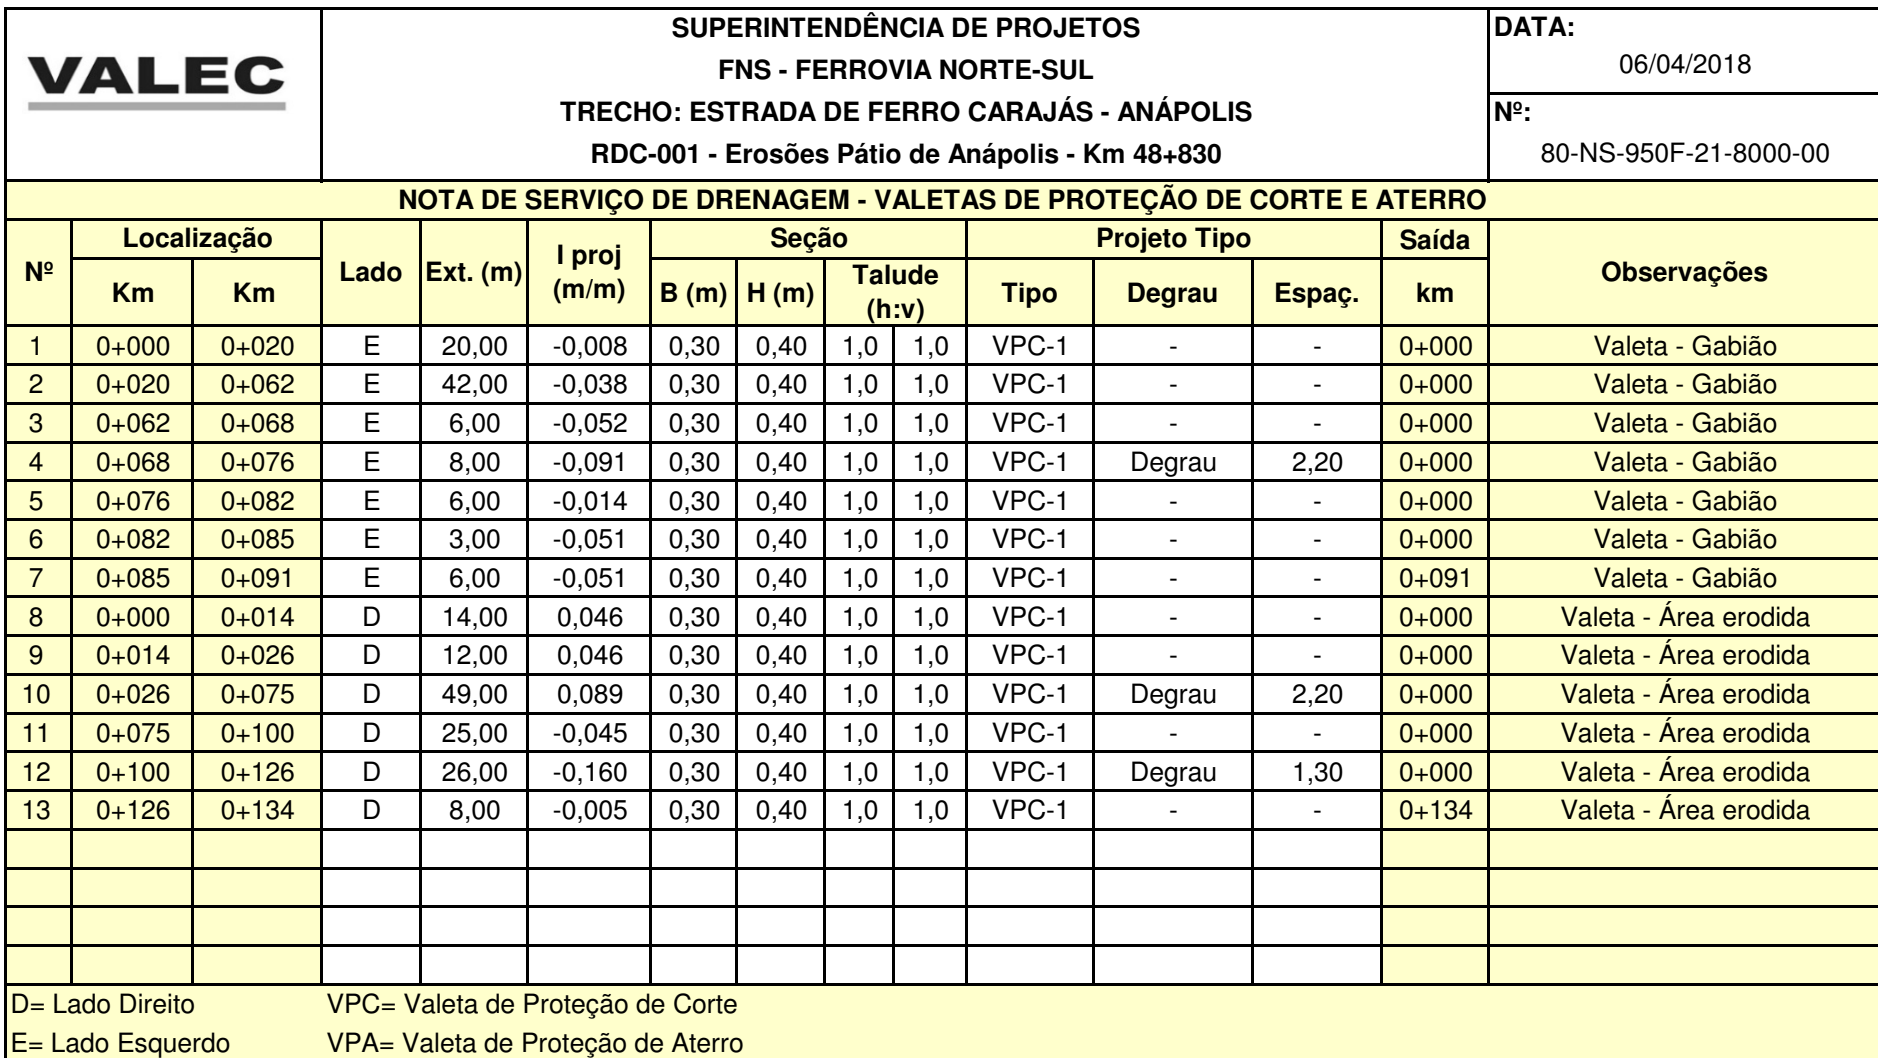 VALEC
SUPERINTENDÊNCIA DE PROJETOS
FNS - FERROVIA NORTE-SUL
TRECHO: ESTRADA DE FERRO CARAJÁS - ANÁPOLIS
RDC-001 - Erosões Pátio de Anápolis - Km 48+830
DATA:
06/04/2018
Nº:
80-NS-950F-21-8000-00
NOTA DE SERVIÇO DE DRENAGEM - VALETAS DE PROTEÇÃO DE CORTE E ATERRO
Nº Localização Lado Ext. (m) I proj (m/m) Seção Projeto Tipo Saída Observações
Km Km B (m) H (m) Talude (h:v) Tipo Degrau Espaç. km
1 0+000 0+020 E 20,00 -0,008 0,30 0,40 1,0 1,0 VPC-1 - - 0+000 Valeta - Gabião
2 0+020 0+062 E 42,00 -0,038 0,30 0,40 1,0 1,0 VPC-1 - - 0+000 Valeta - Gabião
3 0+062 0+068 E 6,00 -0,052 0,30 0,40 1,0 1,0 VPC-1 - - 0+000 Valeta - Gabião
4 0+068 0+076 E 8,00 -0,091 0,30 0,40 1,0 1,0 VPC-1 Degrau 2,20 0+000 Valeta - Gabião
5 0+076 0+082 E 6,00 -0,014 0,30 0,40 1,0 1,0 VPC-1 - - 0+000 Valeta - Gabião
6 0+082 0+085 E 3,00 -0,051 0,30 0,40 1,0 1,0 VPC-1 - - 0+000 Valeta - Gabião
7 0+085 0+091 E 6,00 -0,051 0,30 0,40 1,0 1,0 VPC-1 - - 0+091 Valeta - Gabião
8 0+000 0+014 D 14,00 0,046 0,30 0,40 1,0 1,0 VPC-1 - - 0+000 Valeta - Área erodida
9 0+014 0+026 D 12,00 0,046 0,30 0,40 1,0 1,0 VPC-1 - - 0+000 Valeta - Área erodida
10 0+026 0+075 D 49,00 0,089 0,30 0,40 1,0 1,0 VPC-1 Degrau 2,20 0+000 Valeta - Área erodida
11 0+075 0+100 D 25,00 -0,045 0,30 0,40 1,0 1,0 VPC-1 - - 0+000 Valeta - Área erodida
12 0+100 0+126 D 26,00 -0,160 0,30 0,40 1,0 1,0 VPC-1 Degrau 1,30 0+000 Valeta - Área erodida
13 0+126 0+134 D 8,00 -0,005 0,30 0,40 1,0 1,0 VPC-1 - - 0+134 Valeta - Área erodida
D= Lado Direito VPC= Valeta de Proteção de Corte
E= Lado Esquerdo VPA= Valeta de Proteção de Aterro